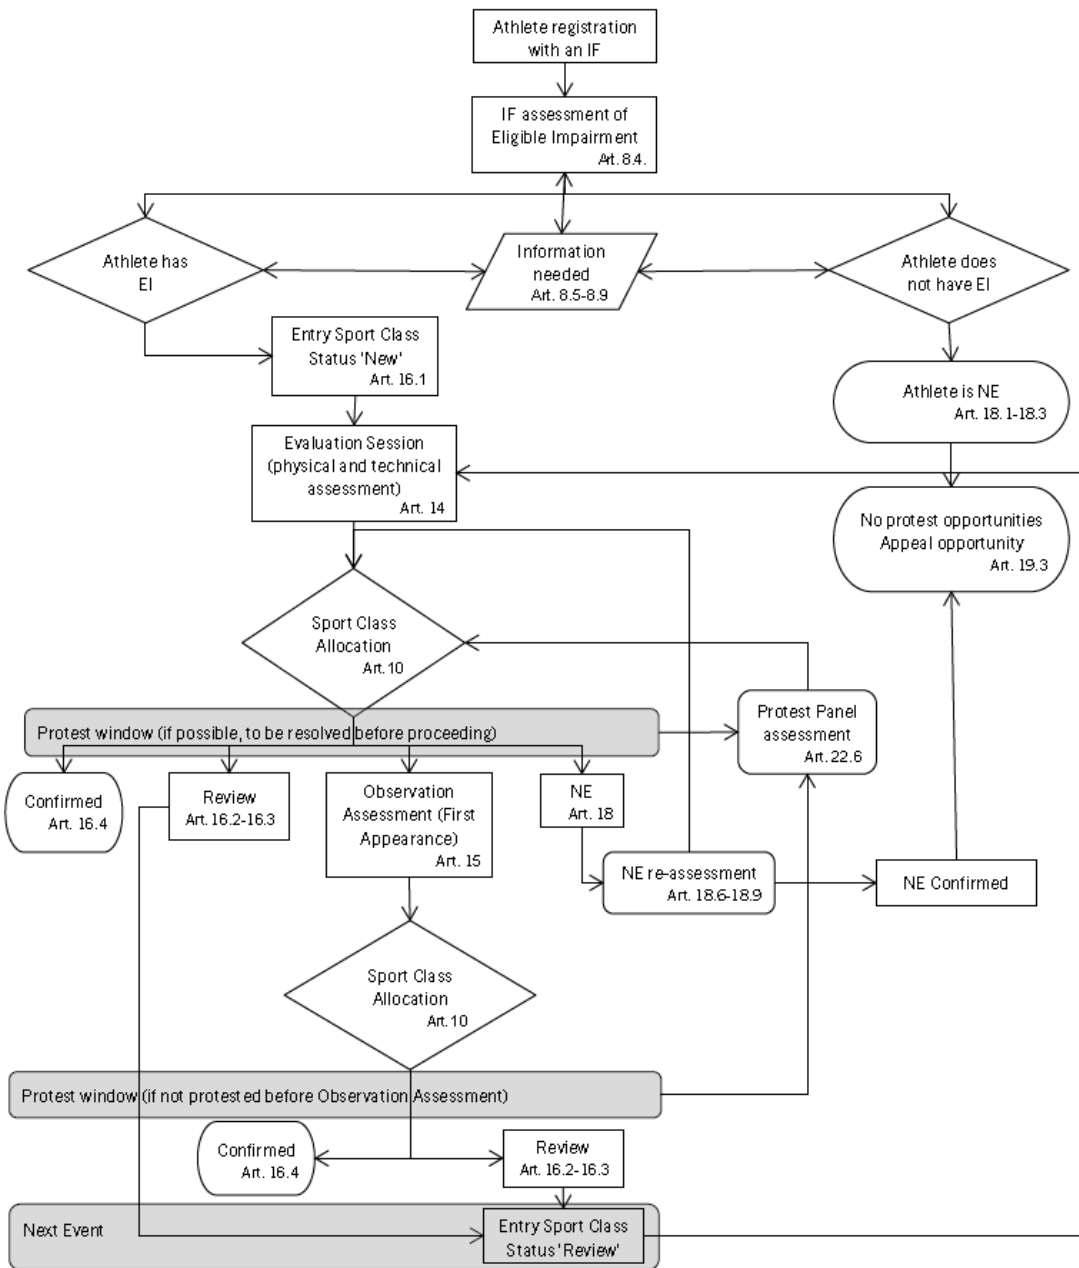 Athlete registration
with an IF
IF assessment of
Eligible Impairment
Art. 8.4.
Athlete has
EI
Information
needed
Art. 8.5-8.9
Athlete does
not have EI
Entry Sport Class
Status 'New'
Art. 16.1
Athlete is NE
Art. 18.1-18.3
Evaluation Session
(physical and technical
assessment)
Art. 14
No protest opportunities
Appeal opportunity
Art. 19.3
Sport Class
Allocation
Art. 10
Protest window (if possible, to be resolved before proceeding)
Protest Panel
assessment
Art. 22.6
Confirmed
Art. 16.4
Review
Art. 16.2-16.3
Observation
Assessment (First
Appearance)
Art. 15
NE
Art. 18
NE re-assessment
Art. 18.6-18.9
NE Confirmed
Sport Class
Allocation
Art. 10
Protest window (if not protested before Observation Assessment)
Confirmed
Art. 16.4
Review
Art. 16.2-16.3
Next Event
Entry Sport Class
Status 'Review'